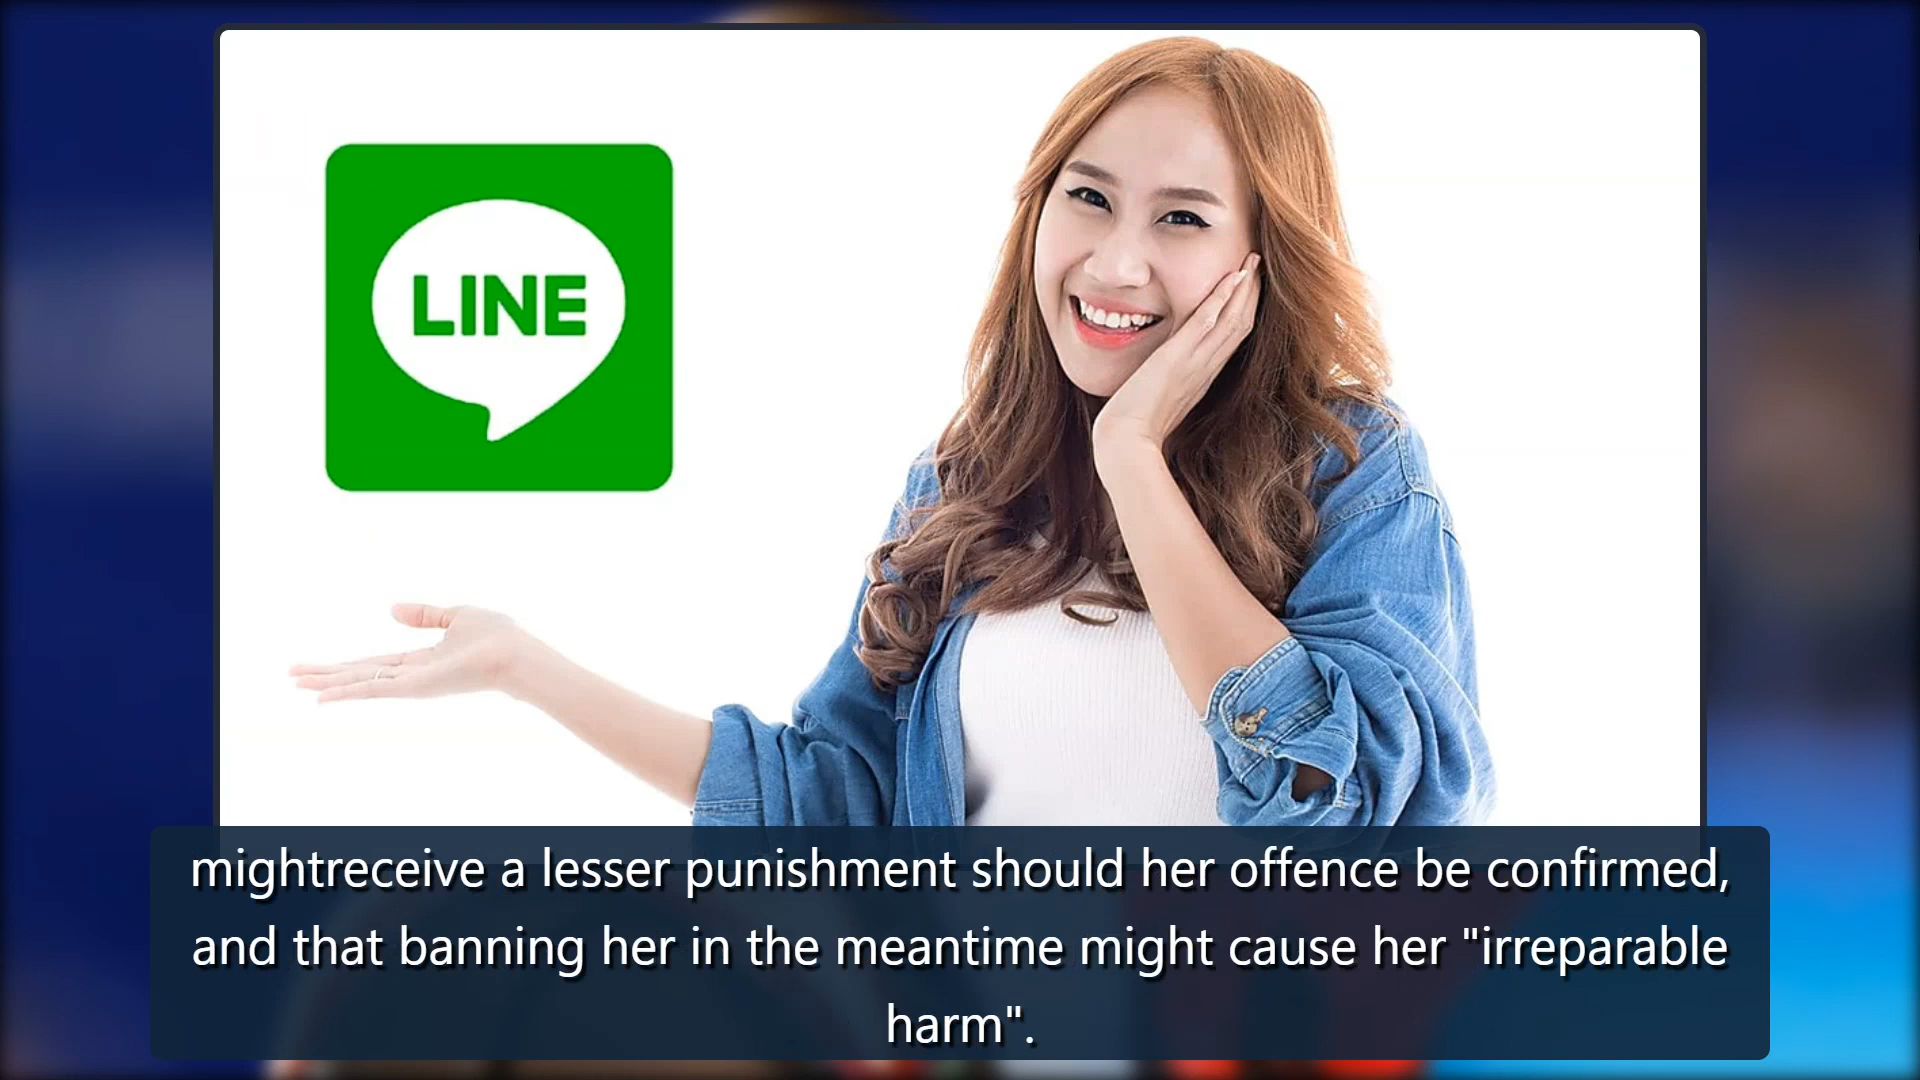 LINE
mightreceive a lesser punishment should her offence be confirmed,
and that banning her in the meantime might cause her "irreparable
harm".